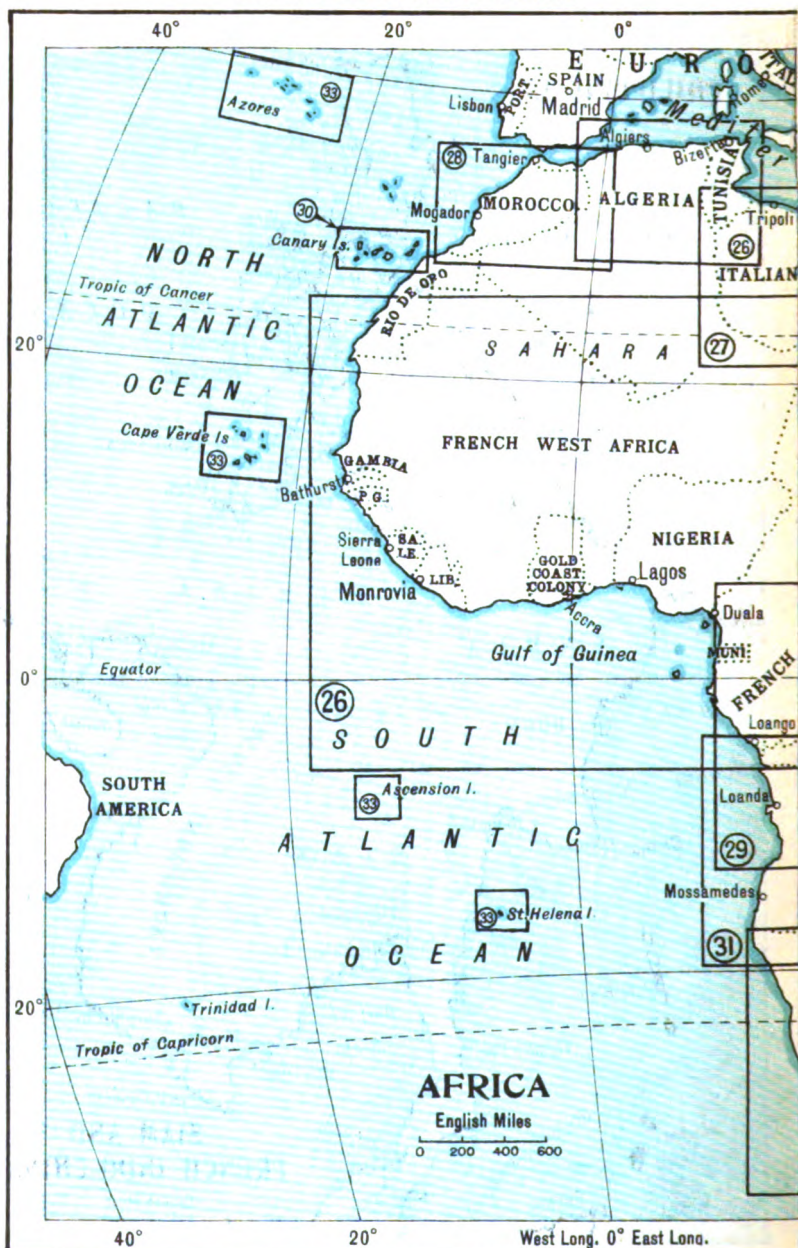 40°
20°
0°
EURO
ITAL
Rome
SPAIN
PORT.
Lisbon
Madrid
Mediter
Azores
33
28
Tangier
Algiers
Bizerte
TUNISIA
Mogador
MOROCCO
ALGERIA
Tripoli
30
Canary Is.
26
ITALIAN
NORTH
Tropic of Cancer
RIO DE ORO
ATLANTIC
20°
SAHARA
27
OCEAN
Cape Verde Is
33
FRENCH WEST AFRICA
GAMBIA
Bathurst
P.G.
Sierra
Leone
SA.
LE.
NIGERIA
GOLD
COAST
COLONY
Lagos
Monrovia
LIB.
Accra
Duala
Gulf of Guinea
MUNI
Equator
0°
FRENCH
26
SOUTH
Loango
SOUTH
AMERICA
Ascension I.
33
Loanda
ATLANTIC
29
Mossamedes
33
St. Helena I
31
OCEAN
20°
Trinidad I.
Tropic of Capricorn
AFRICA
English Miles
0 200 400 600
40°
20°
West Long. 0° East Long.